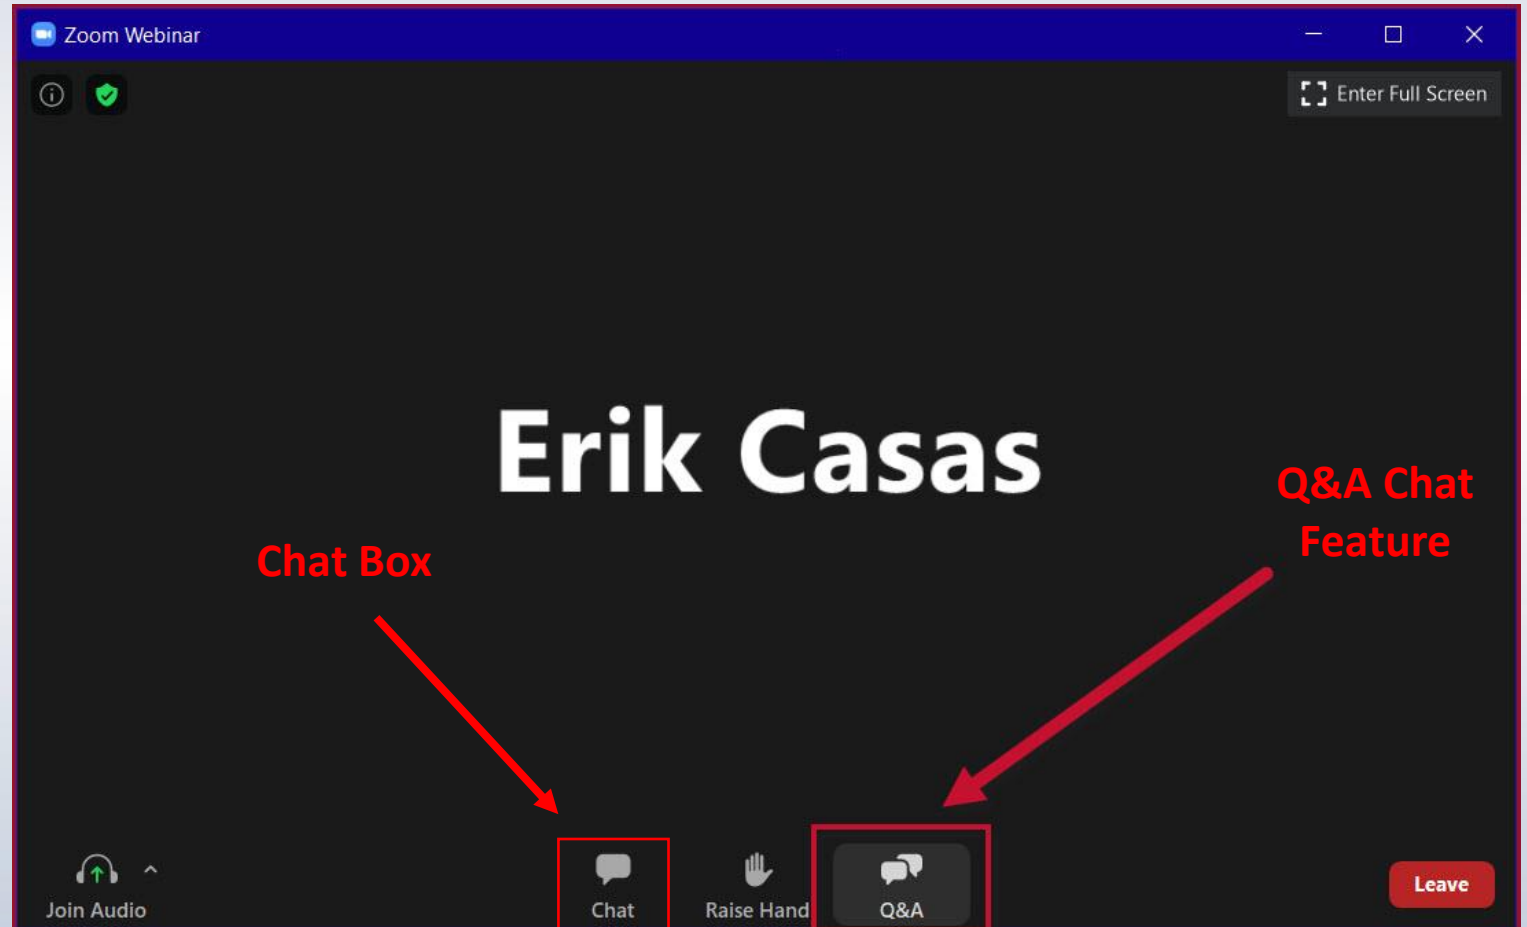 Zoom Webinar
Enter Full Screen
Erik Casas
Q&A Chat
Feature
Chat Box
Join Audio
Chat
Raise Hand
Q&A
Leave